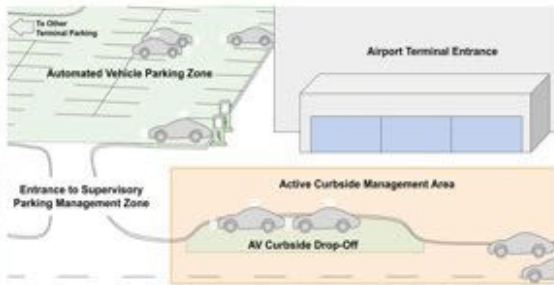 To Other
Terminal Parking
Automated Vehicle Parking Zone
Airport Terminal Entrance
Entrance to Supervisory
Parking Management Zone
Active Curbside Management Area
AV Curbside Drop-Off